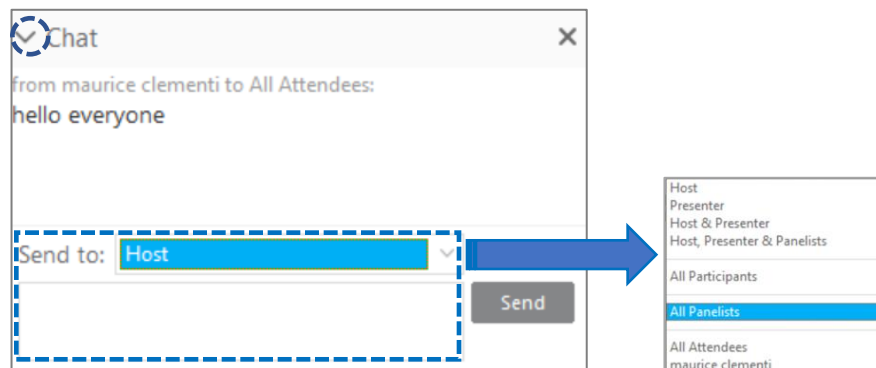 Chat
from maurice clementi to All Attendees:
hello everyone
Send to: Host
Send
Host
Presenter
Host & Presenter
Host, Presenter & Panelists
All Participants
All Panelists
All Attendees
maurice clementi